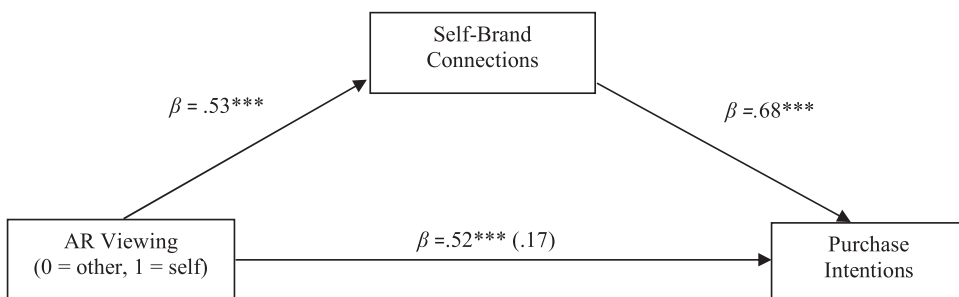 Self-Brand
Connections
β = .53***
β =.68***
AR Viewing
(0 = other, 1 = self)
β =.52*** (.17)
Purchase
Intentions